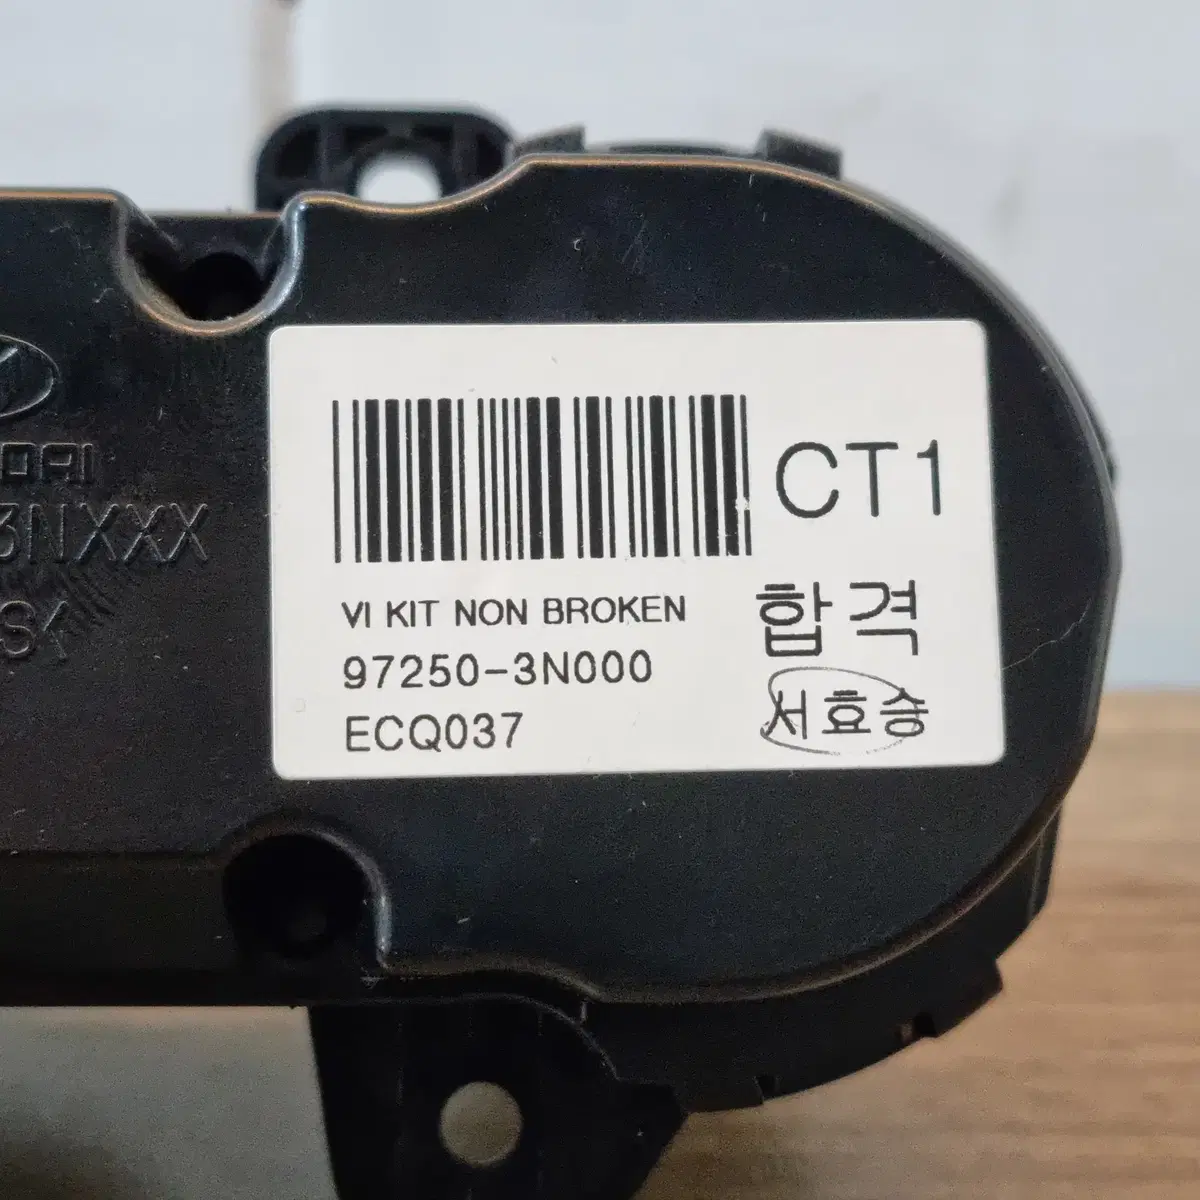 CT1
VI KIT NON BROKEN
합격
97250-3N000
서효승
ECQ037
3NXXX